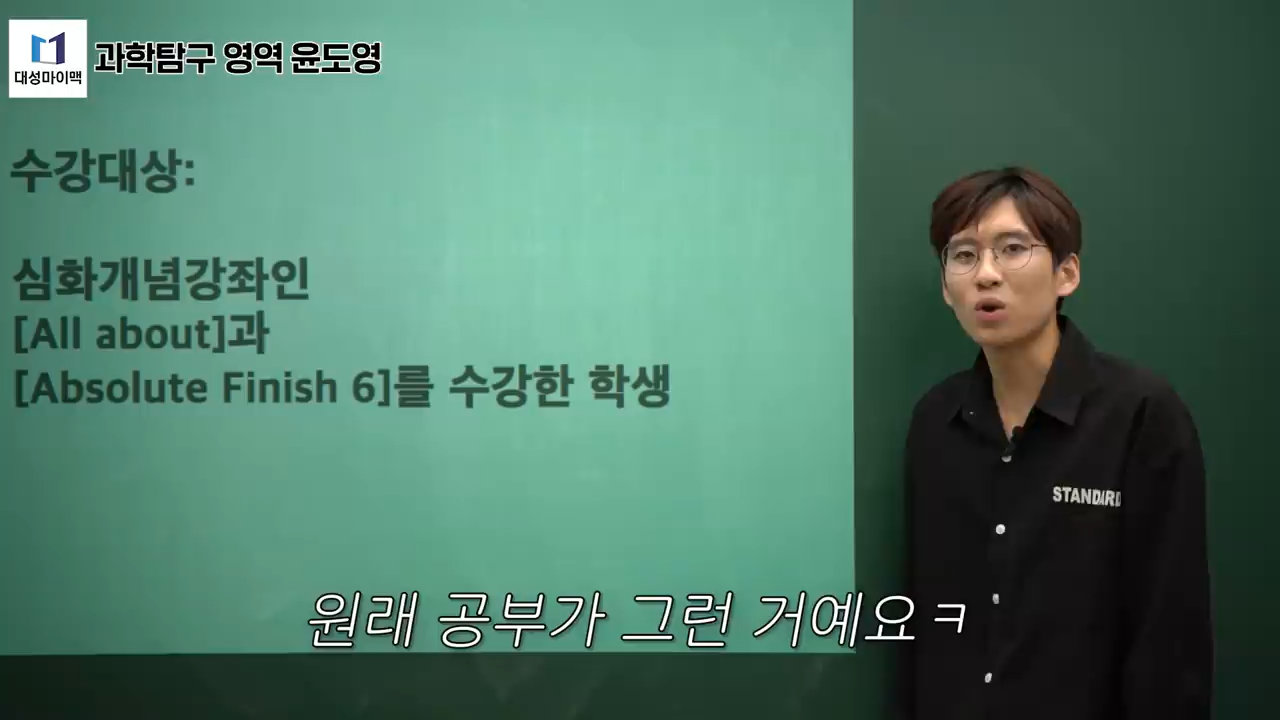 대성마이맥
과학탐구 영역 윤도영
수강대상:
심화개념강좌인
[All about]과
[Absolute Finish 6]를 수강한 학생
STANDARD
원래 공부가 그런 거예요ㅋ